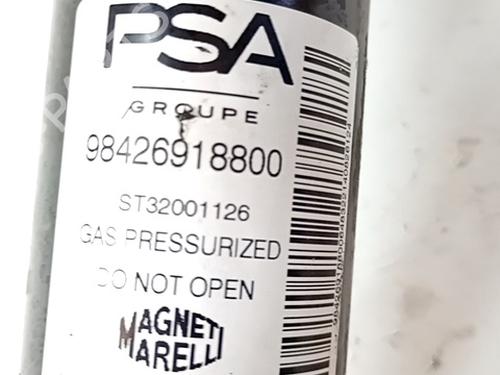 PSA
GROUPE
98426918800
ST32001126
GAS PRESSURIZED
DO NOT OPEN
MAGNETI
MARELLI